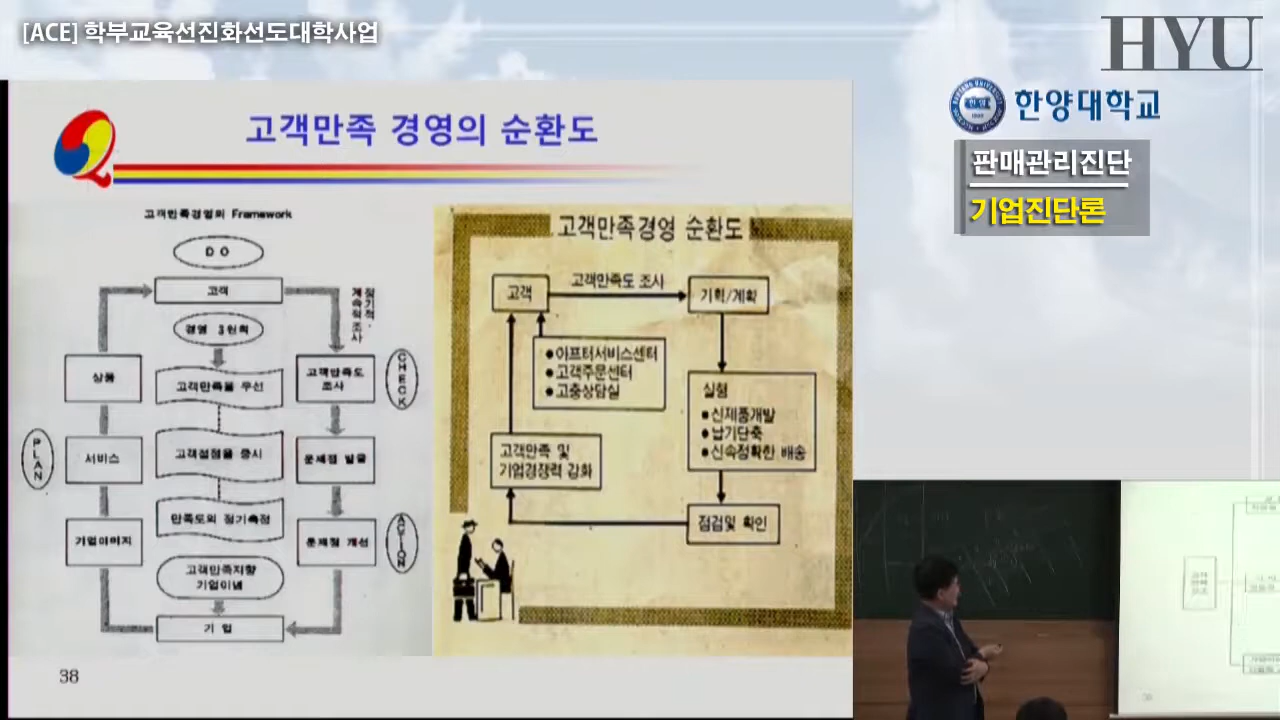 [ACE] 학부교육선진화선도대학사업
HYU
한양대학교
판매관리진단
기업진단론
고객만족 경영의 순환도
고객만족경영의 Framework
DO
고객
정기적·
계속적 조사
경영 3원칙
상품
고객만족을 우선
고객만족도
조사
CHECK
PLAN
서비스
고객접점을 중시
문제점 발굴
기업이미지
만족도의 정기측정
문제점 개선
ACTION
고객만족지향
기업이념
기 업
고객만족경영 순환도
고객
고객만족도 조사
기획/계획
●아프터서비스센터
●고객주문센터
●고충상담실
실행
■신제품개발
■납기단축
■신속정확한 배송
고객만족 및
기업경쟁력 강화
점검및 확인
38